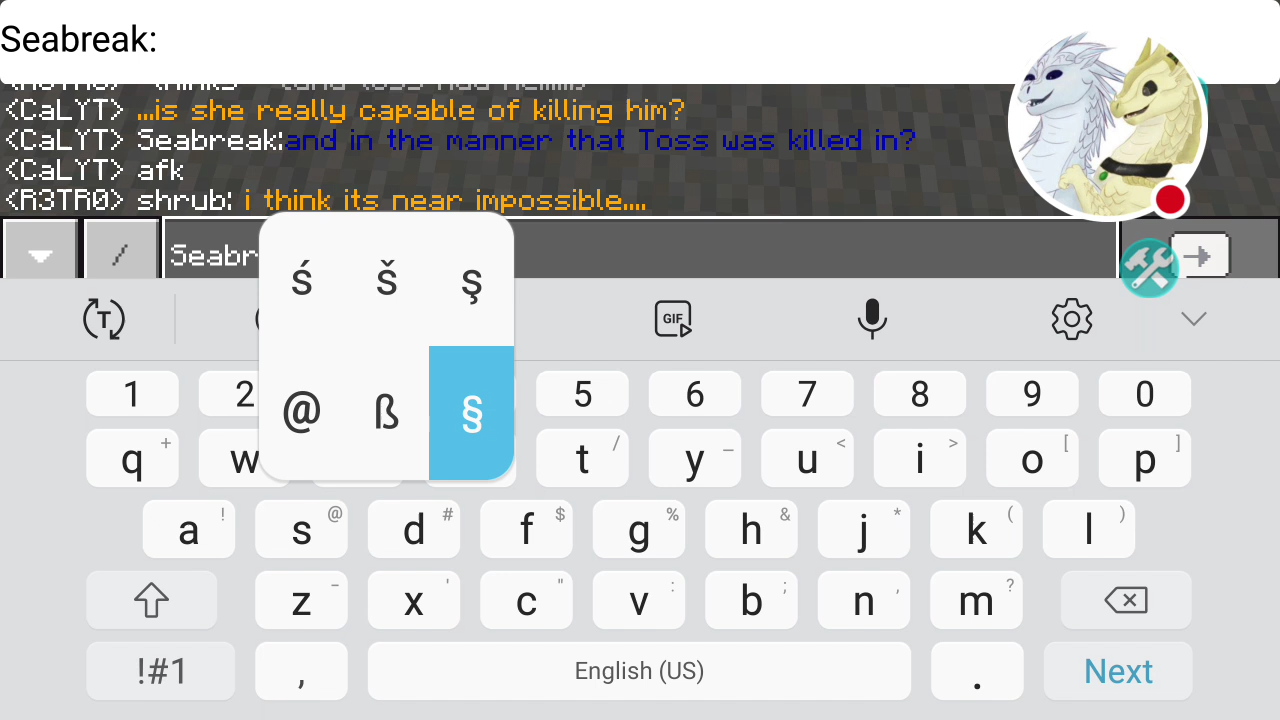 Seabreak:
<CaLYT> ...is she really capable of killing him?
<CaLYT> Seabreak:and in the manner that Toss was killed in?
<CaLYT> afk
<R3TR0> shrub: i think its near impossible....
/ Seabr
ś š ş
@ ß §
T GIF
1 2 5 6 7 8 9 0
q + w t / y _ u < i > o [ p ]
a ! s @ d # f $ g % h & j * k ( l )
z - x ' c " v : b ; n , m ?
!#1 , English (US) . Next